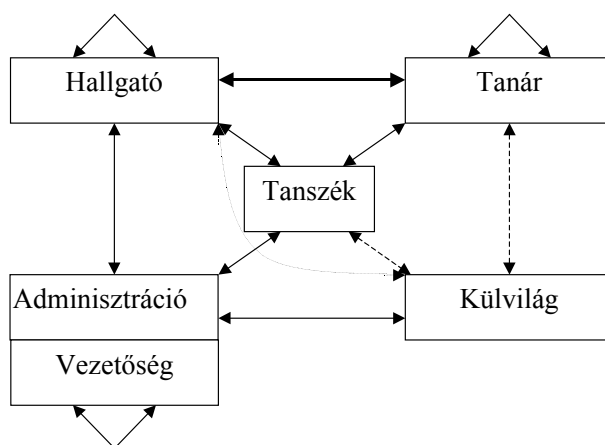 Hallgató
Tanár
Tanszék
Adminisztráció
Külvilág
Vezetőség